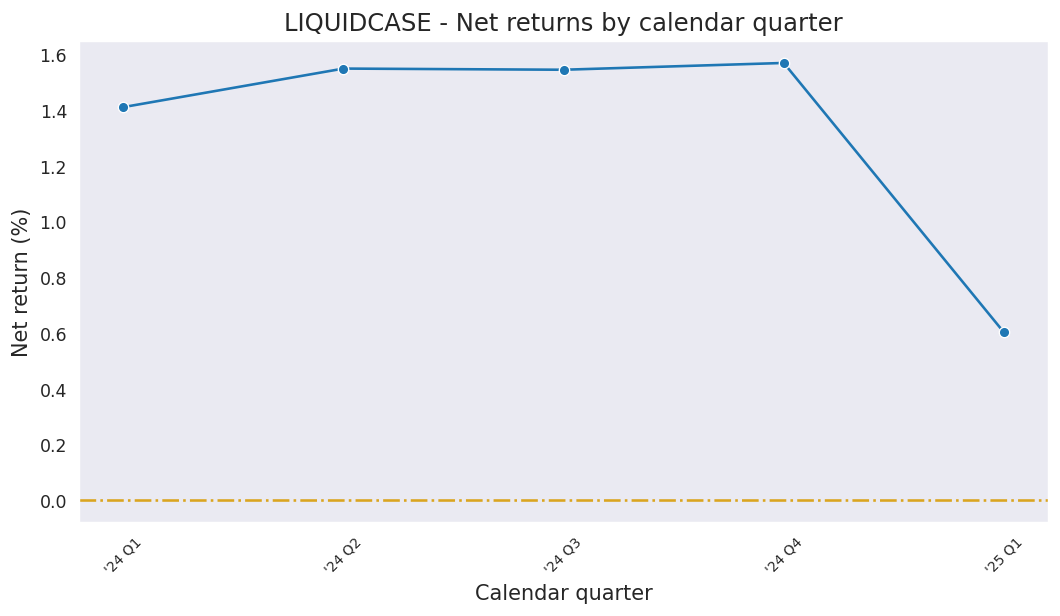 LIQUIDCASE - Net returns by calendar quarter
Net return (%)
1.6
1.4
1.2
1.0
0.8
0.6
0.4
0.2
0.0
'24 Q1
'24 Q2
'24 Q3
'24 Q4
'25 Q1
Calendar quarter